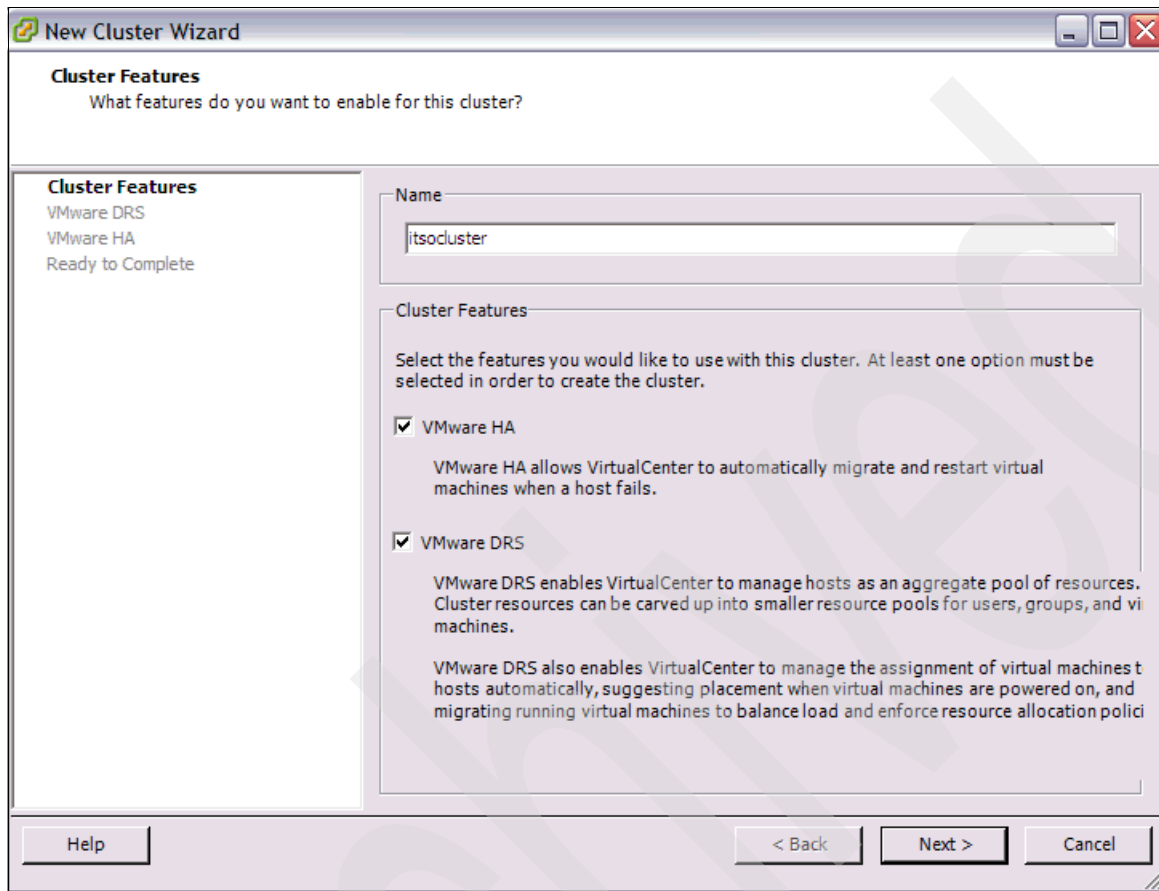 New Cluster Wizard
Cluster Features
What features do you want to enable for this cluster?
Cluster Features
VMware DRS
VMware HA
Ready to Complete
Name
itsocluster
Cluster Features
Select the features you would like to use with this cluster. At least one option must be
selected in order to create the cluster.
VMware HA
VMware HA allows VirtualCenter to automatically migrate and restart virtual
machines when a host fails.
VMware DRS
VMware DRS enables VirtualCenter to manage hosts as an aggregate pool of resources.
Cluster resources can be carved up into smaller resource pools for users, groups, and
machines.
VMware DRS also enables VirtualCenter to manage the assignment of virtual machines
hosts automatically, suggesting placement when virtual machines are powered on, and
migrating running virtual machines to balance load and enforce resource allocation
Help
< Back
Next >
Cancel